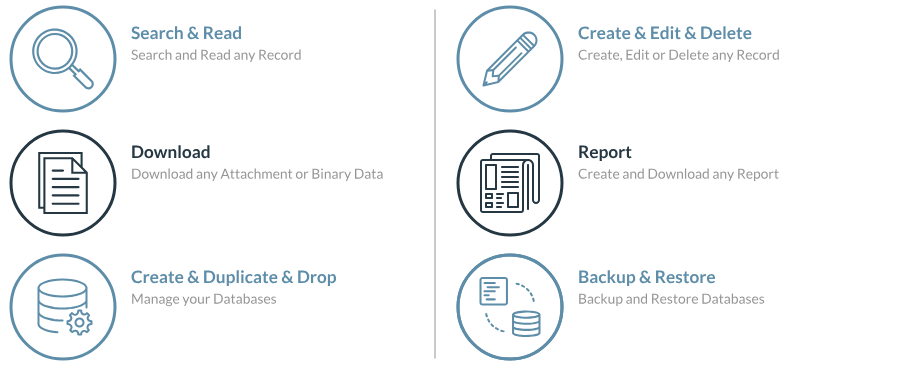 Search & Read
Search and Read any Record
Download
Download any Attachment or Binary Data
Create & Duplicate & Drop
Manage your Databases
Create & Edit & Delete
Create, Edit or Delete any Record
Report
Create and Download any Report
Backup & Restore
Backup and Restore Databases